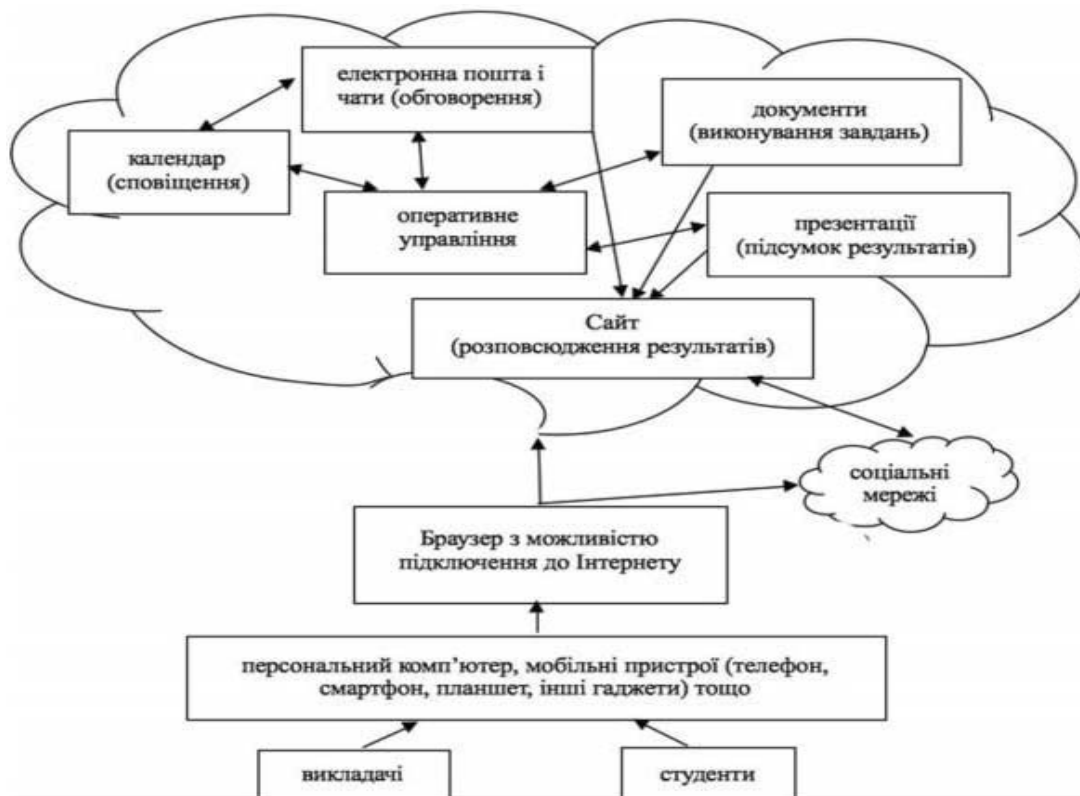 електронна пошта і
чати (обговорення)
документи
(виконування завдань)
календар
(сповіщення)
оперативне
управління
презентації
(підсумок результатів)
Сайт
(розповсюдження результатів)
соціальні
мережі
Браузер з можливістю
підключення до Інтернету
персональний комп’ютер, мобільні пристрої (телефон,
смартфон, планшет, інші гаджети) тощо
викладачі
студенти